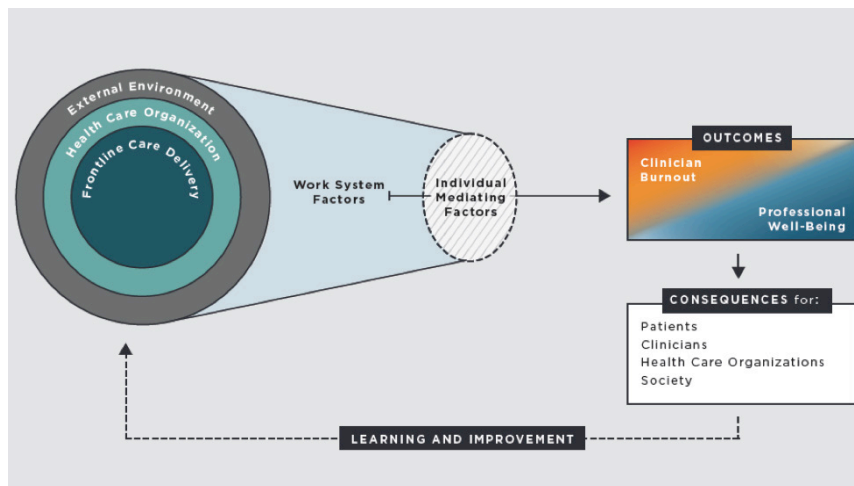 External Environment
Health Care Organization
Frontline Care Delivery
Work System
Factors
Individual
Mediating
Factors
OUTCOMES
Clinician
Burnout
Professional
Well-Being
CONSEQUENCES for:
Patients
Clinicians
Health Care Organizations
Society
LEARNING AND IMPROVEMENT